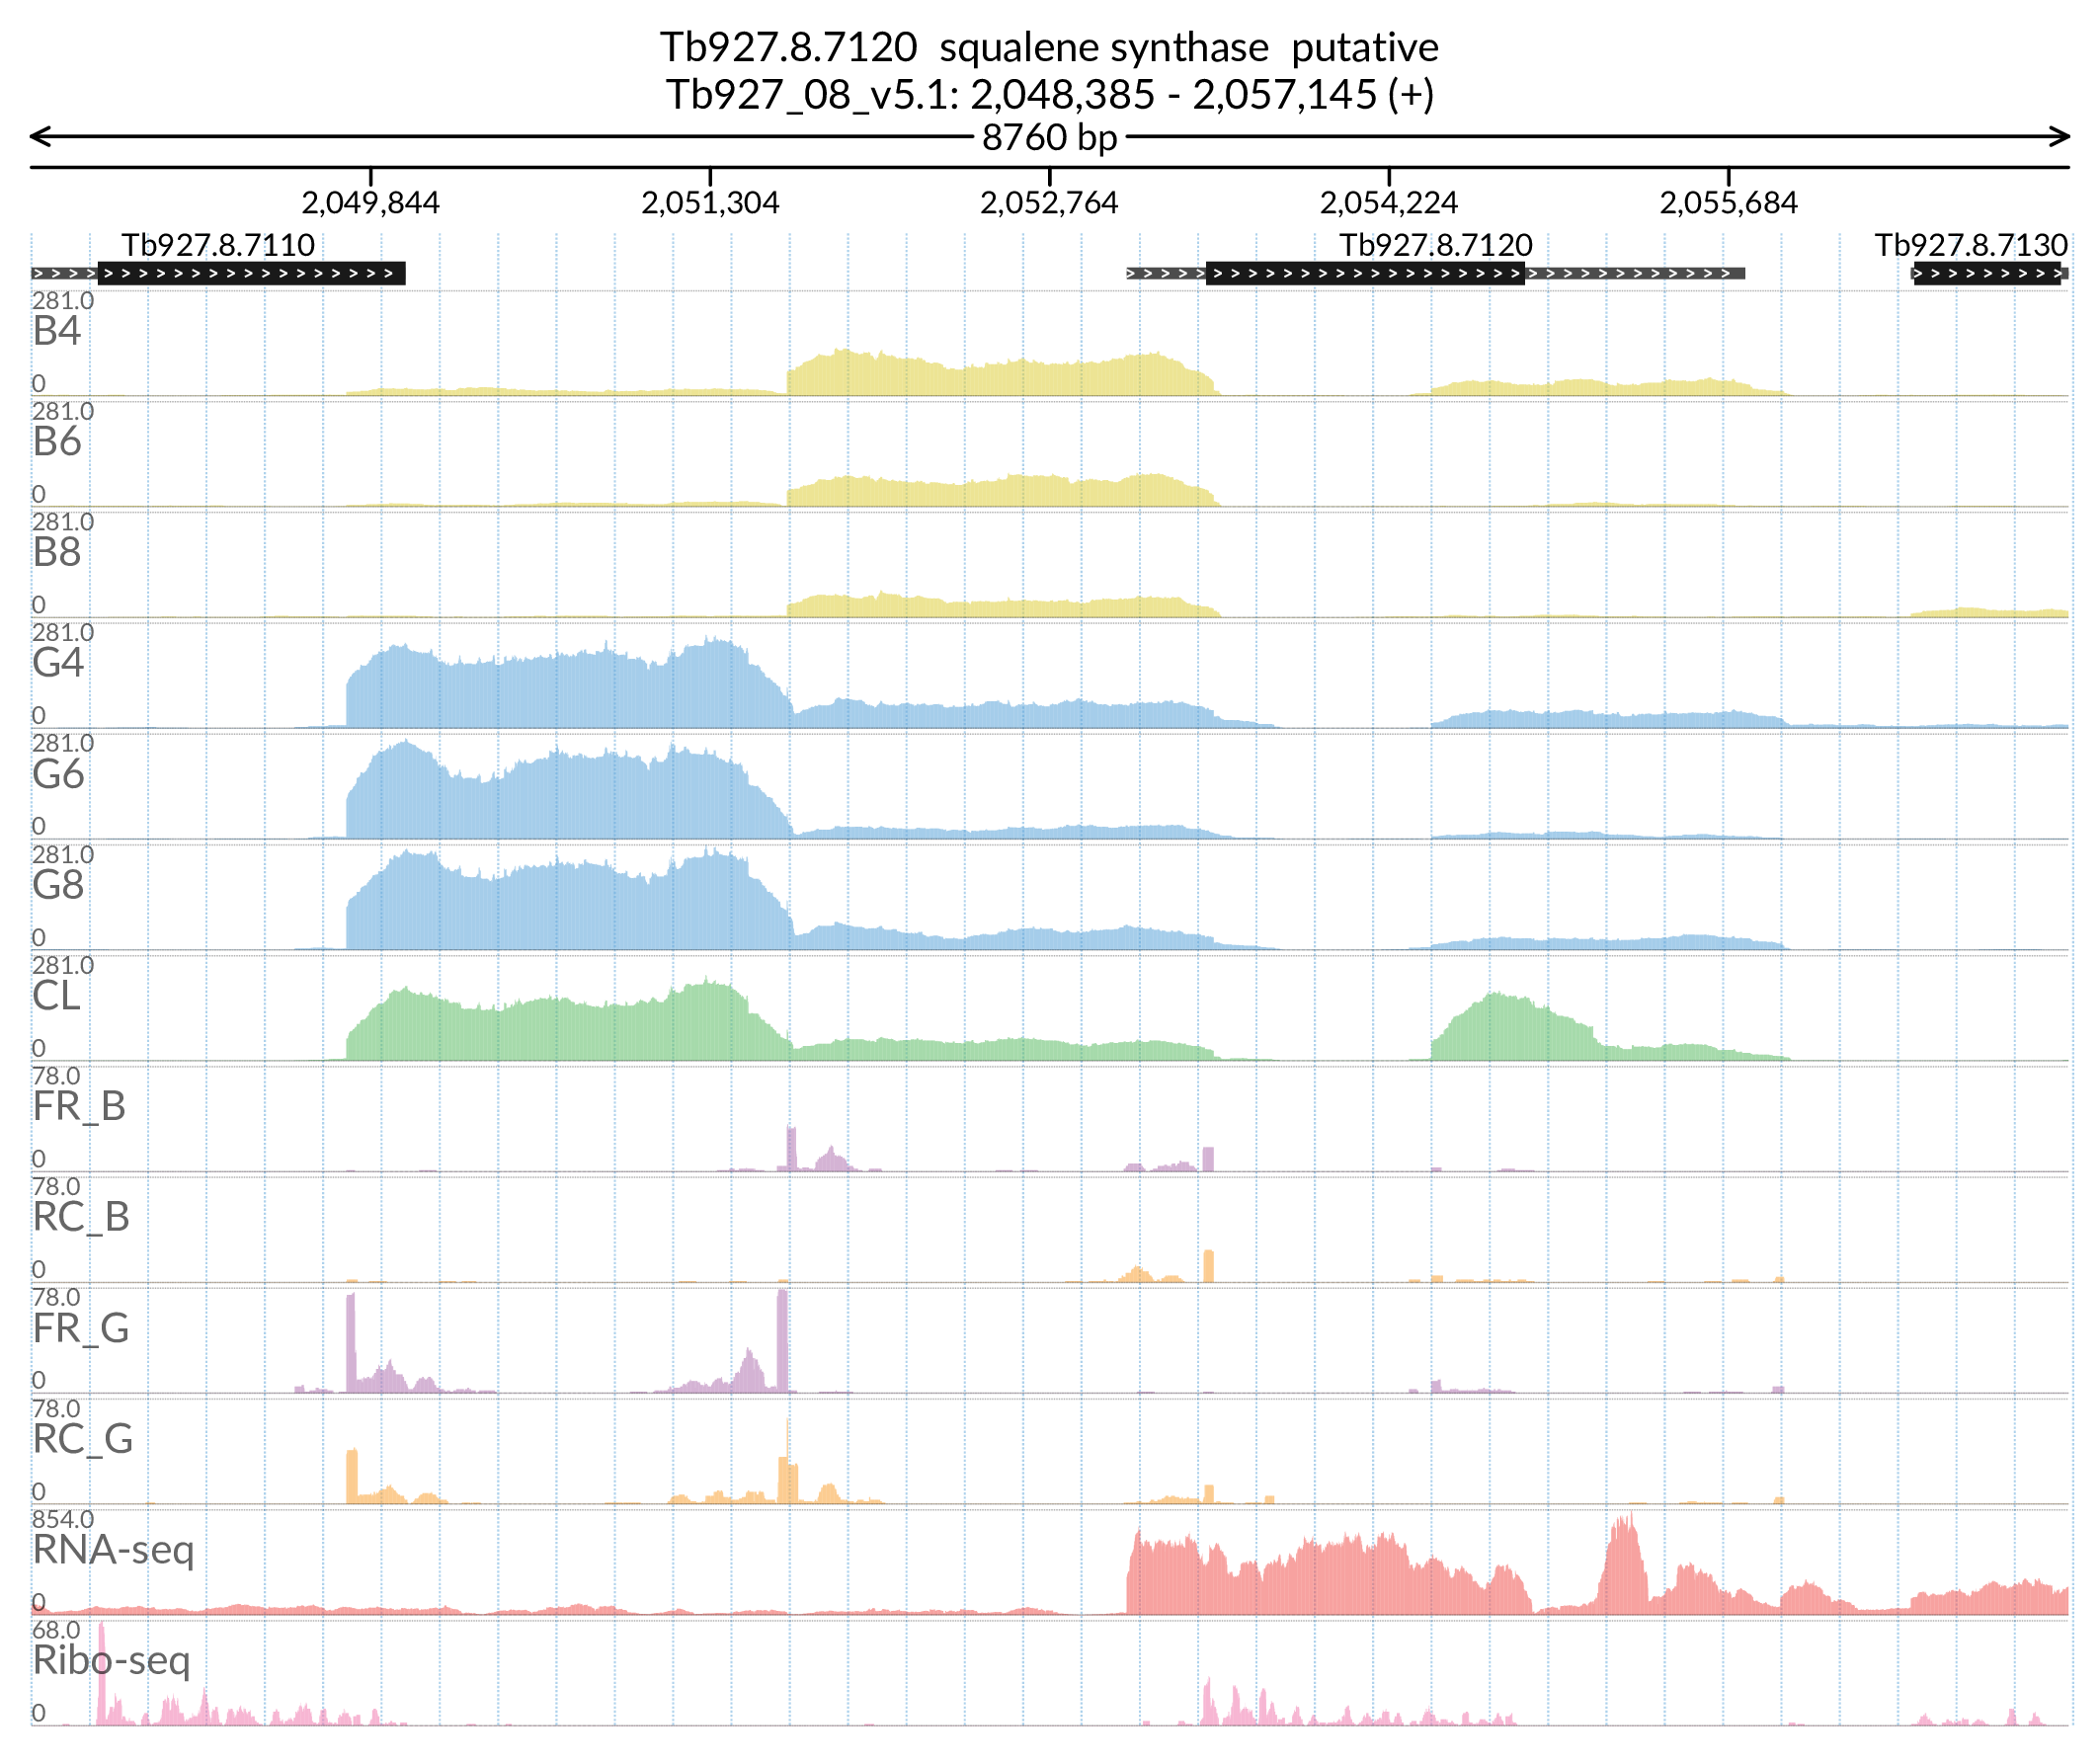 Tb927.8.7120 squalene synthase putative
Tb927_08_v5.1: 2,048,385 - 2,057,145 (+)
8760 bp
2,049,844 2,051,304 2,052,764 2,054,224 2,055,684
Tb927.8.7110 Tb927.8.7120 Tb927.8.7130
281.0
B4
0
281.0
B6
0
281.0
B8
0
281.0
G4
0
281.0
G6
0
281.0
G8
0
281.0
CL
0
78.0
FR_B
0
78.0
RC_B
0
78.0
FR_G
0
78.0
RC_G
0
854.0
RNA-seq
0
68.0
Ribo-seq
0